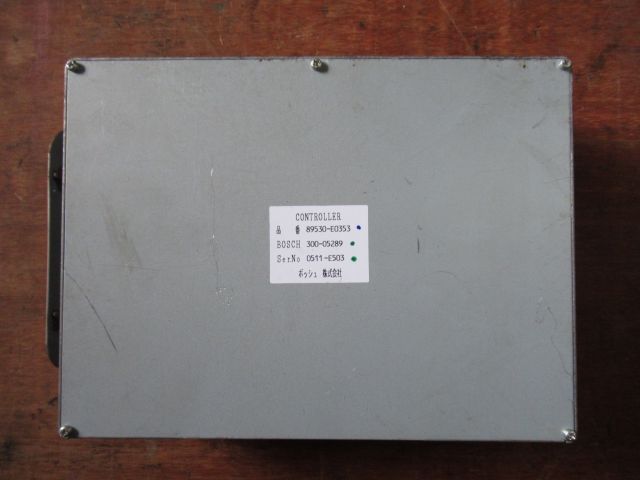 CONTROLLER
品 番 89530-E0353
BOSCH 300-05289
Ser.No 0511-E503
ボッシュ 株式会社